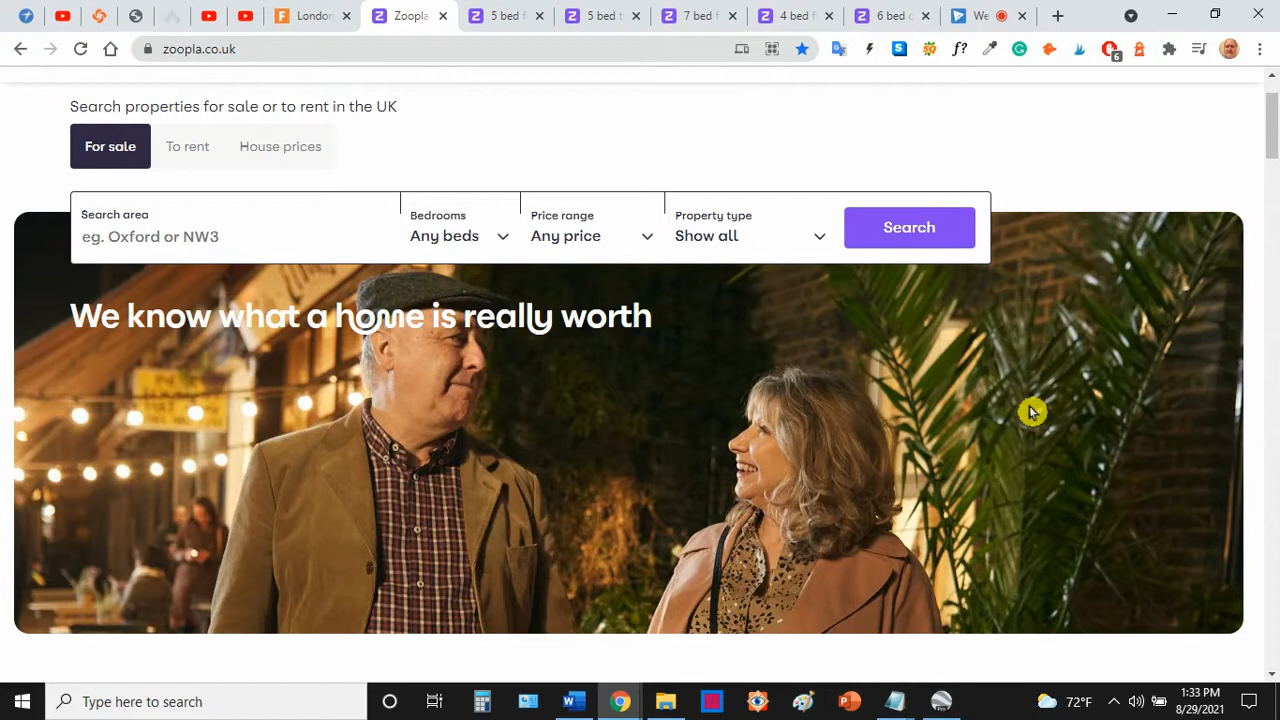 London
Zoopla
5 bed f
5 bed t
7 bed f
4 bed f
6 bed c
We
zoopla.co.uk
f?
6
Search properties for sale or to rent in the UK
For sale
To rent
House prices
Search area
Bedrooms
Price range
Property type
eg. Oxford or NW3
Any beds
Any price
Show all
Search
We know what a home is really worth
Type here to search
72°F
1:33 PM
8/29/2021